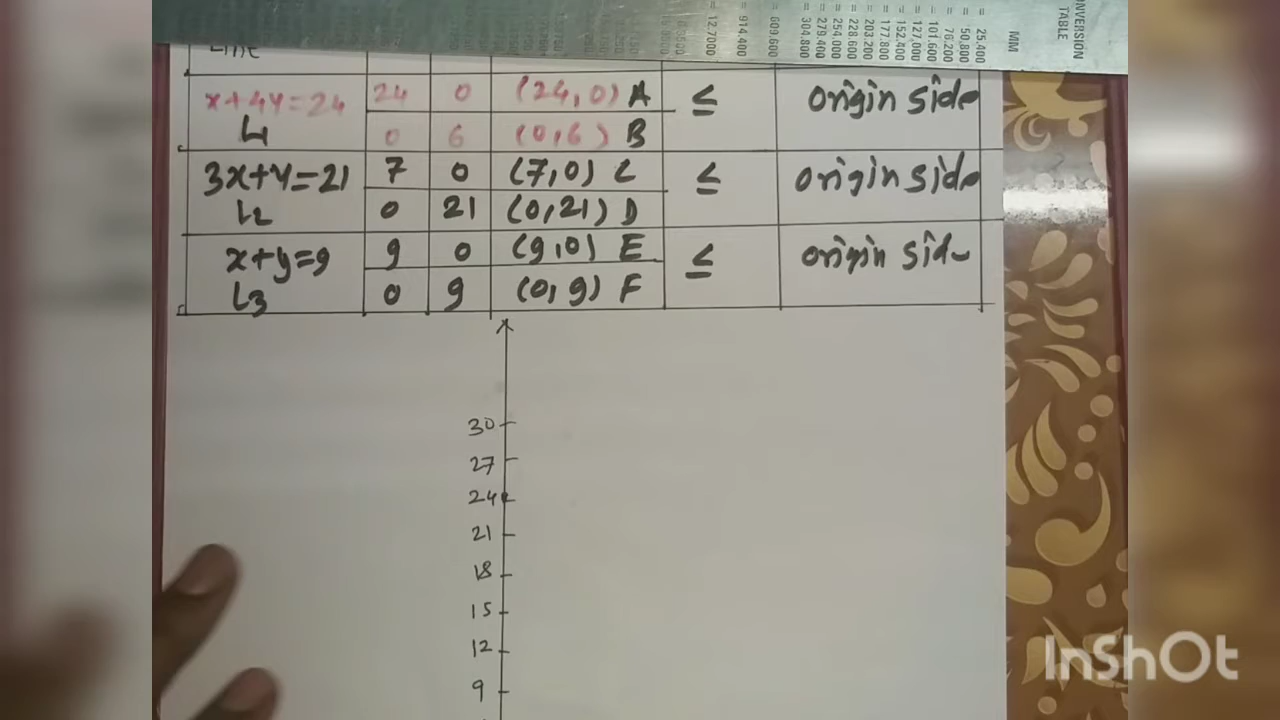 = 12.7000
= 914.400
= 609.600
= 304.800
= 279.400
= 254.000
= 228.600
= 203.200
= 177.800
= 152.400
= 127.000
= 101.600
= 76.200
= 50.800
= 25.400
MM
TABLE
x+4y=24 24 0 (24,0) A ≤ origin side
L1 0 6 (0,6) B
3x+y=21 7 0 (7,0) C ≤ origin side
L2 0 21 (0,21) D
x+y=9 9 0 (9,0) E ≤ origin side
L3 0 9 (0,9) F
30
27
24
21
18
15
12
9
InShOt